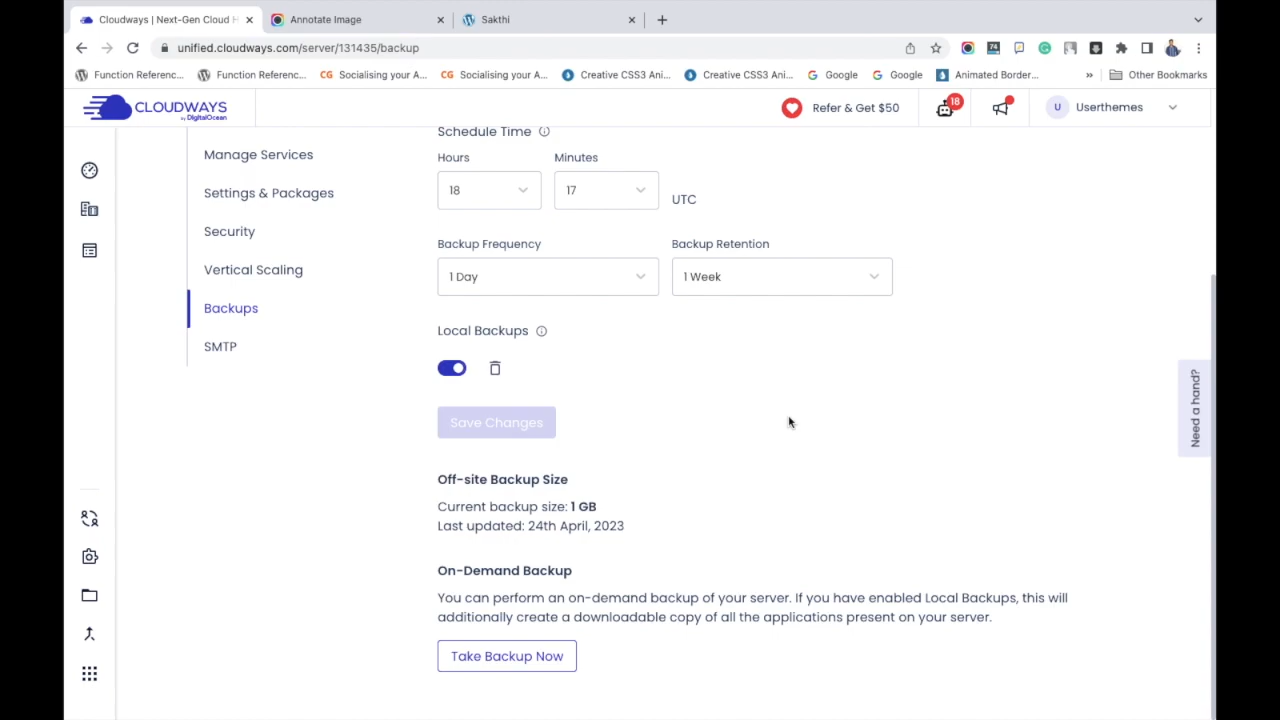 Cloudways | Next-Gen Cloud H
Annotate Image
Sakthi
unified.cloudways.com/server/131435/backup
74
Function Referenc...
Function Referenc...
CG Socialising your A...
CG Socialising your A...
Creative CSS3 Ani...
Creative CSS3 Ani...
Google
Google
Animated Border...
»
Other Bookmarks
CLOUDWAYS
by DigitalOcean
Refer & Get $50
18
U
Userthemes
Manage Services
Settings & Packages
Security
Vertical Scaling
Backups
SMTP
Schedule Time
Hours
Minutes
18
17
UTC
Backup Frequency
Backup Retention
1 Day
1 Week
Local Backups
Save Changes
Off-site Backup Size
Current backup size: 1 GB
Last updated: 24th April, 2023
On-Demand Backup
You can perform an on-demand backup of your server. If you have enabled Local Backups, this will
additionally create a downloadable copy of all the applications present on your server.
Take Backup Now
Need a hand?